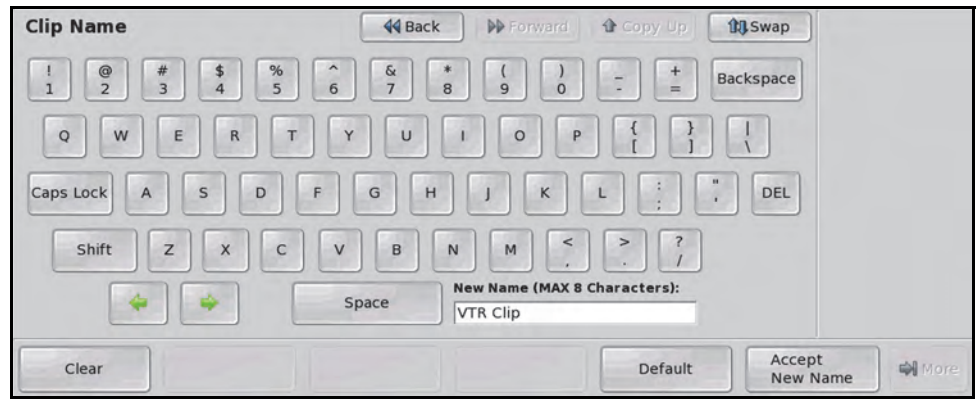 Clip Name Back Forward Copy Up Swap
! @ # $ % ^ & * ( ) _ +
1 2 3 4 5 6 7 8 9 0 - = Backspace
Q W E R T Y U I O P { [ } ] | \
Caps Lock A S D F G H J K L : ; " ' DEL
Shift Z X C V B N M < , > . ? /
Space New Name (MAX 8 Characters):
VTR Clip
Clear Default Accept New Name More